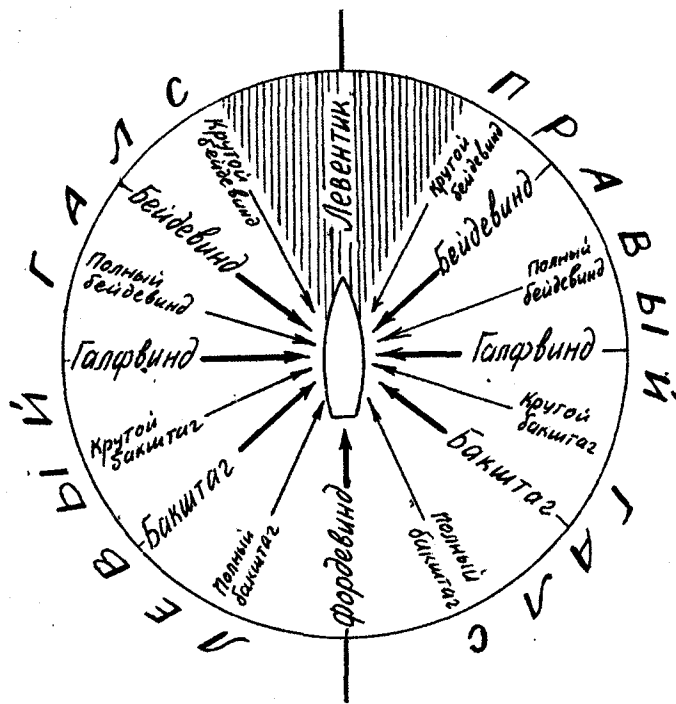 ЛЕВЫЙ ГАЛС
ПРАВЫЙ ГАЛС
Левентик
Крутой
бейдевинд
Бейдевинд
Полный
бейдевинд
Галфвинд
Крутой
бакштаг
Бакштаг
Полный
бакштаг
Фордевинд
Крутой
бейдевинд
Бейдевинд
Полный
бейдевинд
Галфвинд
Крутой
бакштаг
Бакштаг
Полный
бакштаг